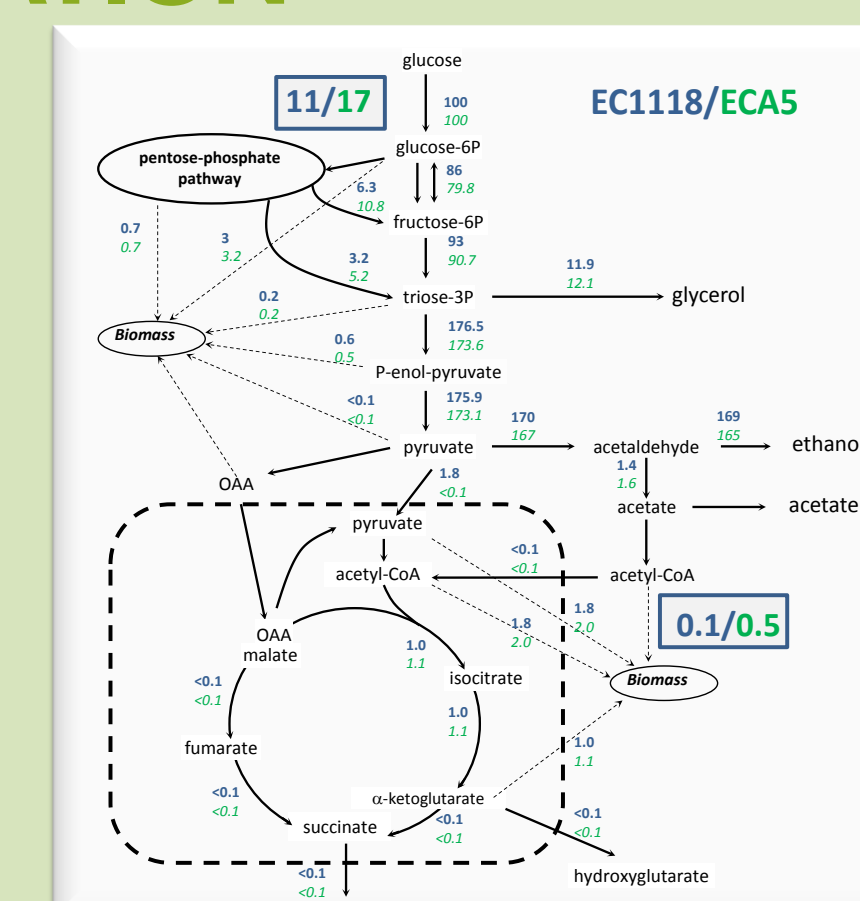 glucose
11/17
EC1118/ECA5
100
100
glucose-6P
pentose-phosphate
pathway
86
79.8
6.3
10.8
fructose-6P
0.7
0.7
3
3.2
93
90.7
3.2
5.2
11.9
12.1
triose-3P
glycerol
0.2
0.2
Biomass
176.5
173.6
0.6
0.5
P-enol-pyruvate
175.9
173.1
<0.1
<0.1
170
167
169
165
pyruvate
acetaldehyde
ethano
1.8
<0.1
1.4
1.6
OAA
acetate
acetate
pyruvate
<0.1
<0.1
acetyl-CoA
acetyl-CoA
1.8
2.0
1.8
2.0
0.1/0.5
OAA
malate
1.0
1.1
isocitrate
Biomass
<0.1
<0.1
1.0
1.1
fumarate
1.0
1.1
<0.1
<0.1
α-ketoglutarate
<0.1
<0.1
<0.1
<0.1
succinate
hydroxyglutarate
<0.1
<0.1